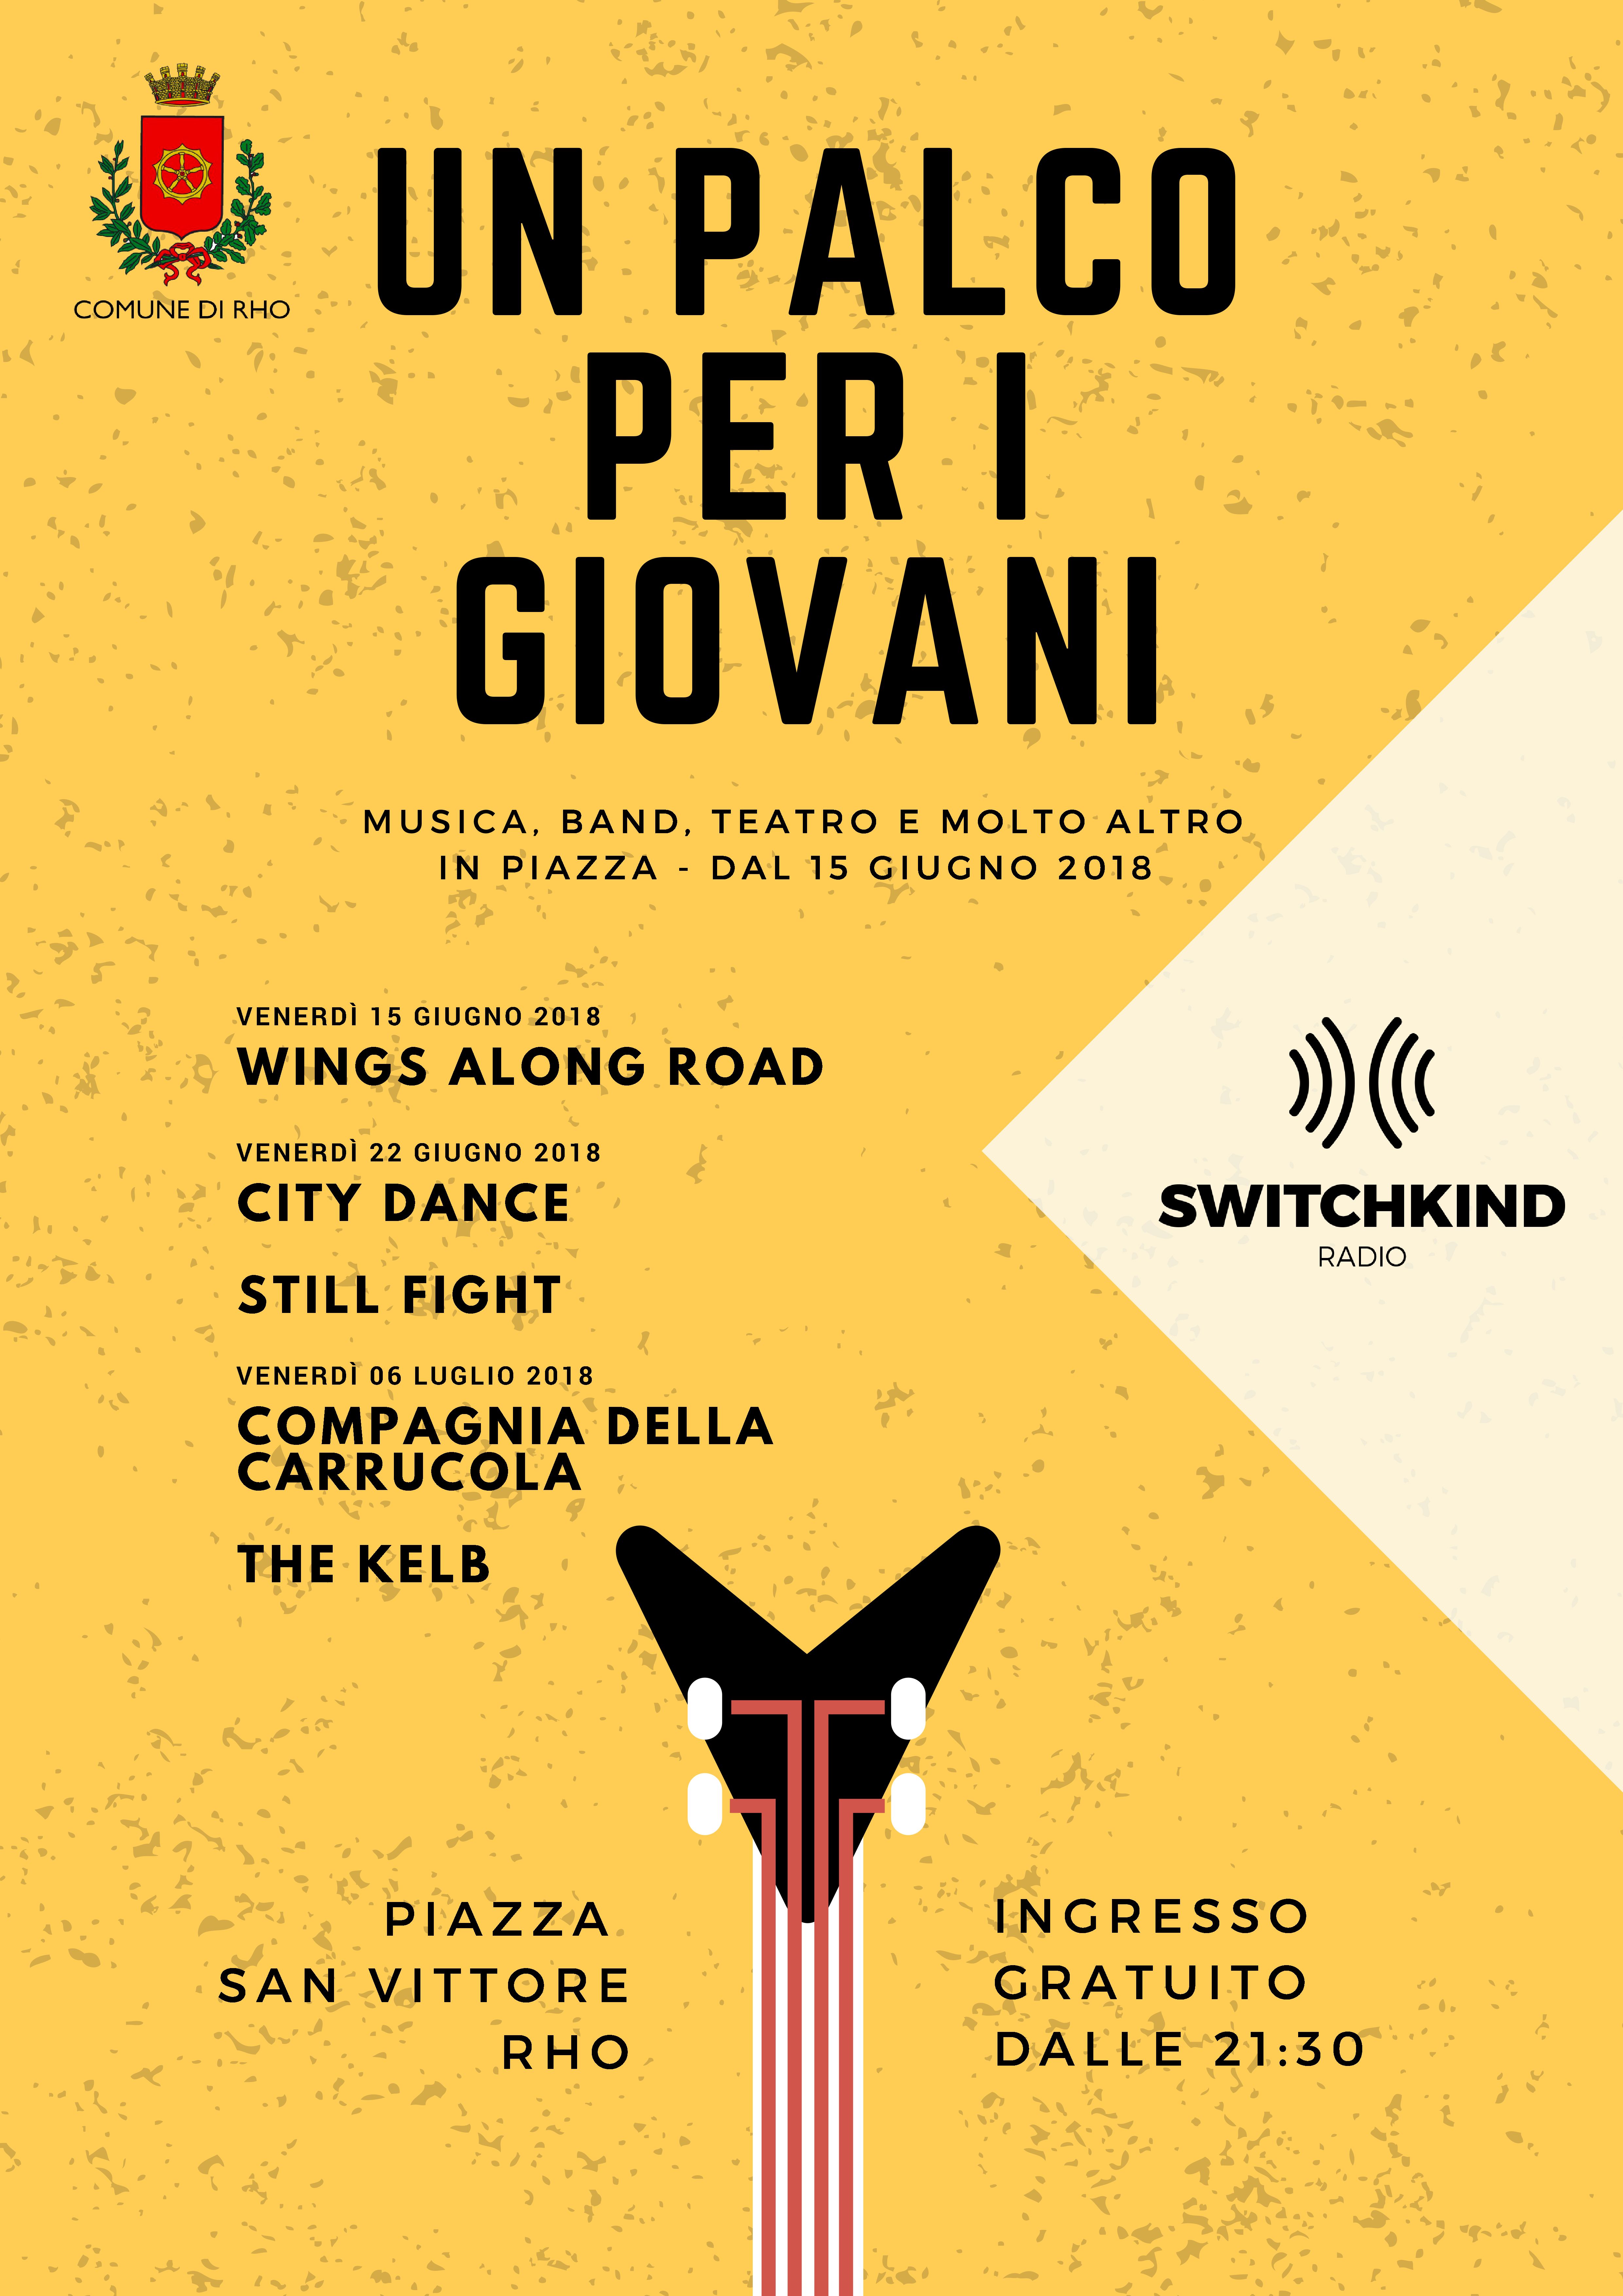 COMUNE DI RHO
UN PALCO
PER I
GIOVANI
MUSICA, BAND, TEATRO E MOLTO ALTRO
IN PIAZZA - DAL 15 GIUGNO 2018
VENERDÌ 15 GIUGNO 2018
WINGS ALONG ROAD
VENERDÌ 22 GIUGNO 2018
CITY DANCE
STILL FIGHT
VENERDÌ 06 LUGLIO 2018
COMPAGNIA DELLA
CARRUCOLA
THE KELB
SWITCHKIND
RADIO
PIAZZA
SAN VITTORE
RHO
INGRESSO
GRATUITO
DALLE 21:30